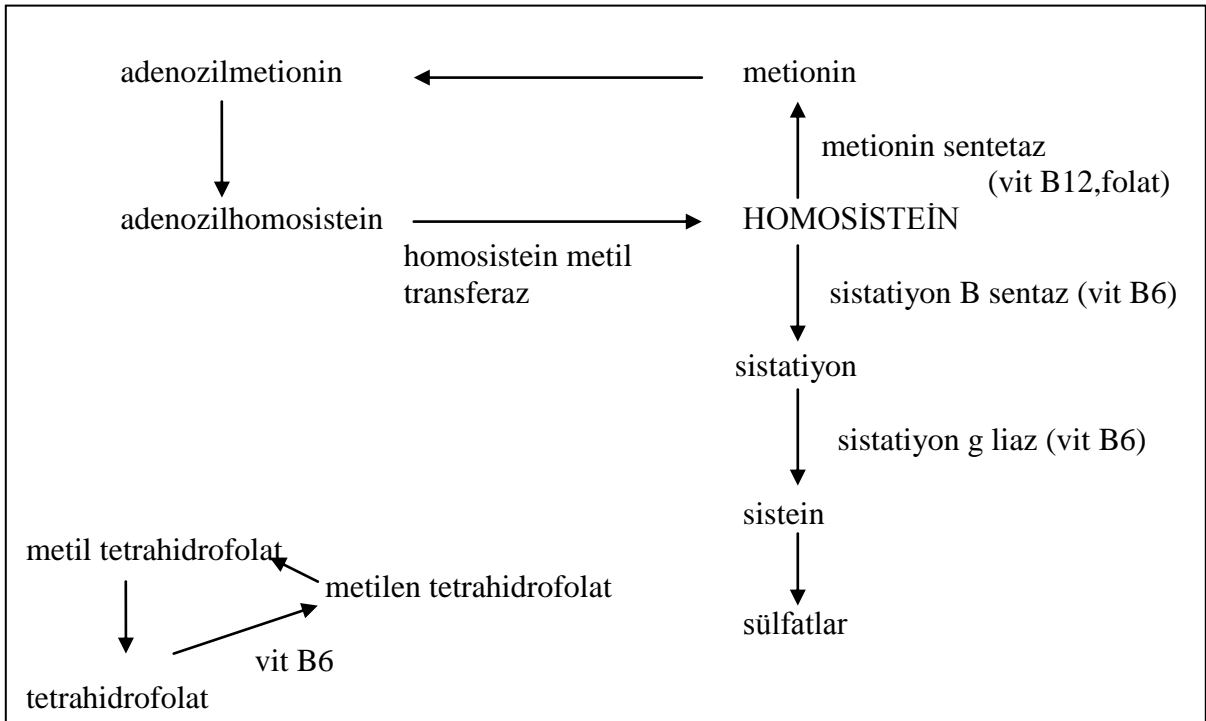 adenozilmetionin
metionin
metionin sentetaz
(vit B12,folat)
adenozilhomosistein
HOMOSİSTEİN
homosistein metil
transferaz
sistatiyon B sentaz (vit B6)
sistatiyon
sistatiyon g liaz (vit B6)
sistein
metil tetrahidrofolat
metilen tetrahidrofolat
sülfatlar
vit B6
tetrahidrofolat